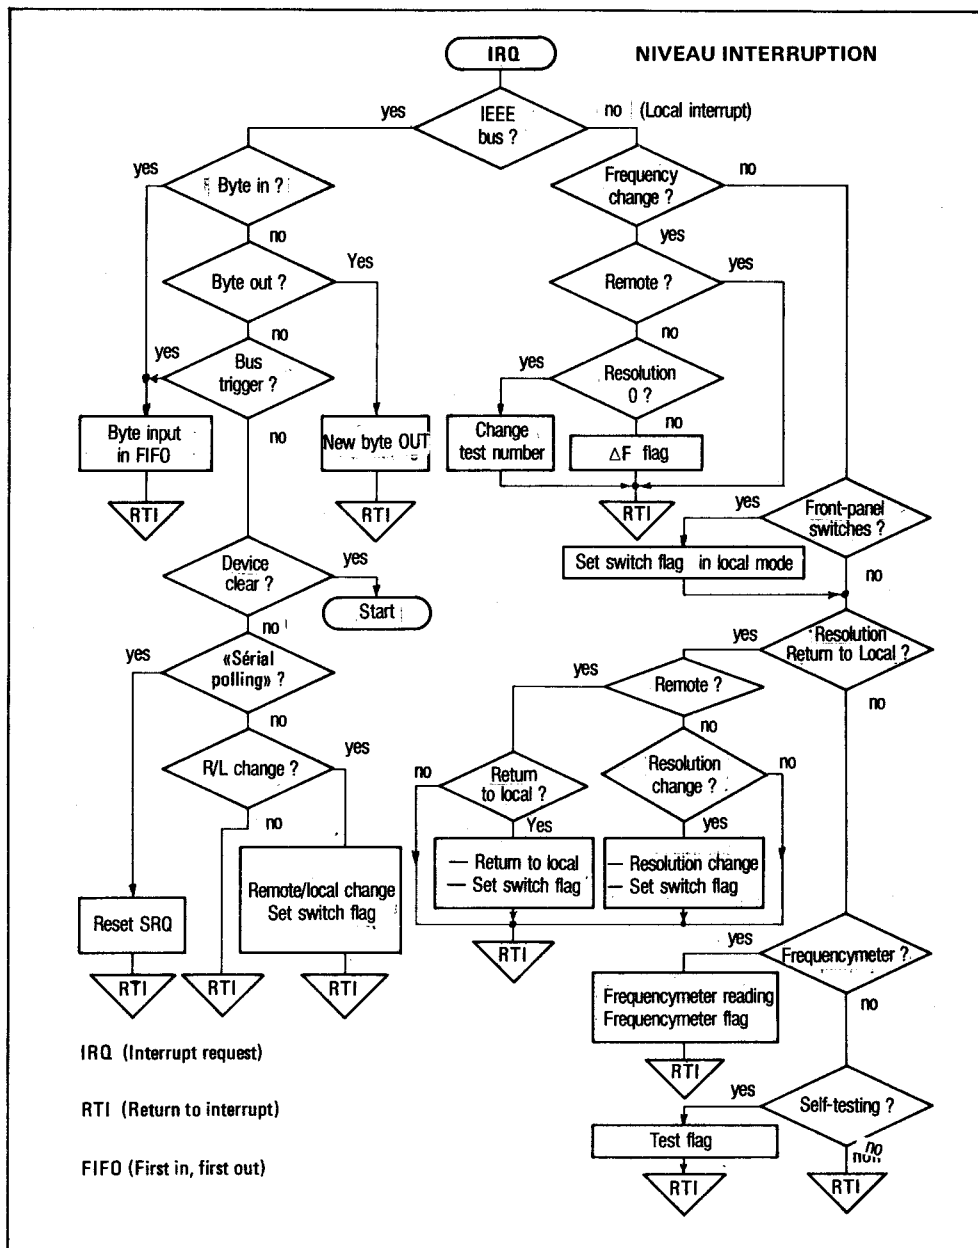 IRQ
NIVEAU INTERRUPTION
yes
IEEE
bus ?
no (Local interrupt)
yes
Byte in ?
Frequency
change ?
no
no
yes
Byte out ?
Yes
Remote ?
yes
no
no
yes
Bus
trigger ?
yes
Resolution
0 ?
Byte input
in FIFO
no
New byte OUT
Change
test number
no
ΔF flag
RTI
RTI
RTI
yes
Front-panel
switches ?
Device
clear ?
yes
Set switch flag in local mode
no
Start
no
yes
«Sérial
polling» ?
yes
Resolution
Return to Local ?
yes
Remote ?
no
no
no
R/L change ?
yes
no
Return
to local ?
Resolution
change ?
no
no
Yes
yes
Remote/local change
Set switch flag
— Return to local
— Set switch flag
— Resolution change
— Set switch flag
Reset SRQ
RTI
RTI
RTI
RTI
yes
Frequencymeter ?
Frequencymeter reading
Frequencymeter flag
no
RTI
IRQ (Interrupt request)
RTI (Return to interrupt)
FIFO (First in, first out)
yes
Self-testing ?
Test flag
no
non
RTI
RTI